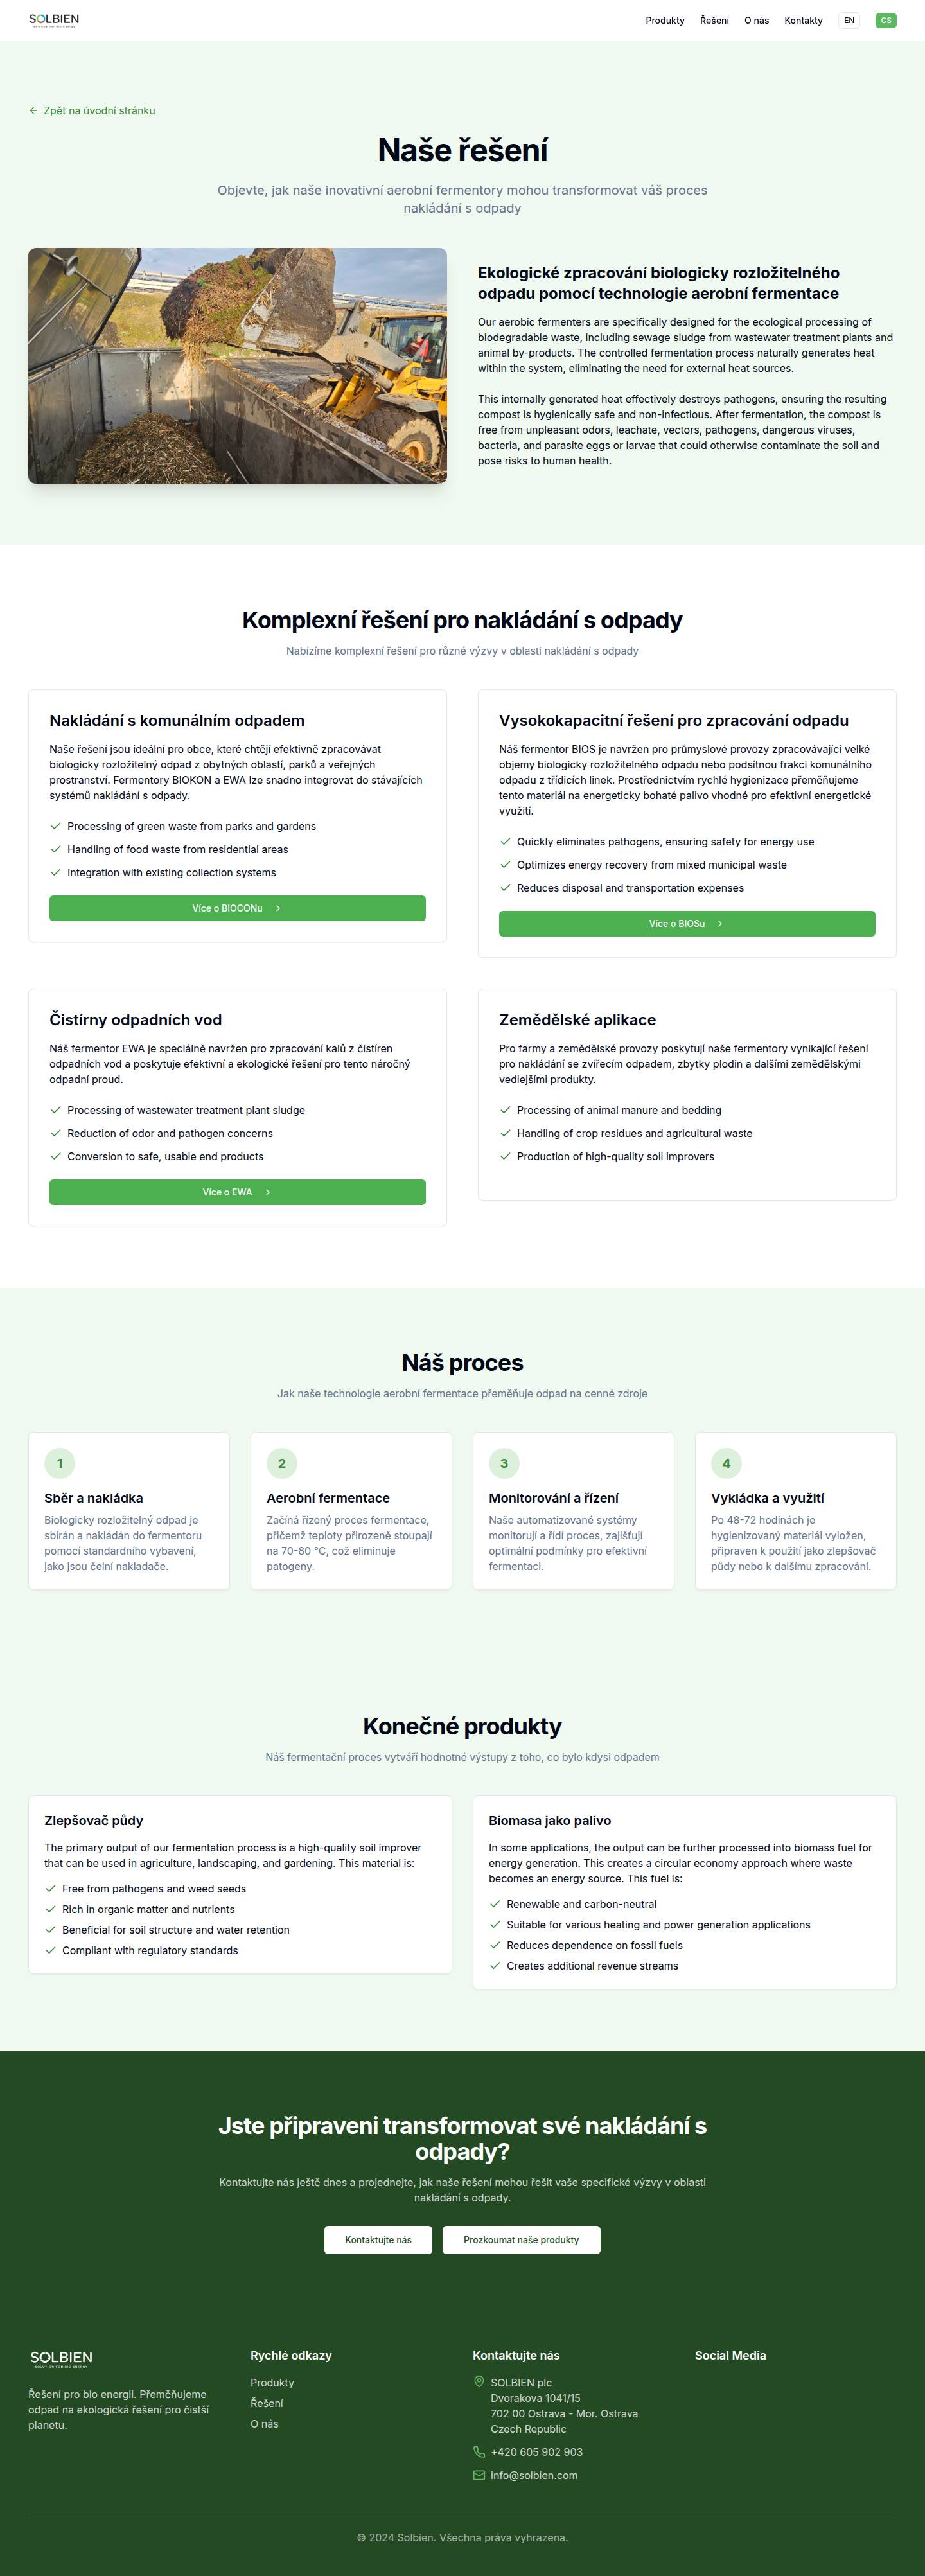 SOLBIEN
Produkty
Řešení
O nás
Kontakty
EN
CS
Zpět na úvodní stránku
Naše řešení
Objevte, jak naše inovativní aerobní fermentory mohou transformovat váš proces
nakládání s odpady
Ekologické zpracování biologicky rozložitelného
odpadu pomocí technologie aerobní fermentace
Our aerobic fermenters are specifically designed for the ecological processing of
biodegradable waste, including sewage sludge from wastewater treatment plants and
animal by-products. The controlled fermentation process naturally generates heat
within the system, eliminating the need for external heat sources.
This internally generated heat effectively destroys pathogens, ensuring the resulting
compost is hygienically safe and non-infectious. After fermentation, the compost is
free from unpleasant odors, leachate, vectors, pathogens, dangerous viruses,
bacteria, and parasite eggs or larvae that could otherwise contaminate the soil and
pose risks to human health.
Komplexní řešení pro nakládání s odpady
Nabízíme komplexní řešení pro různé výzvy v oblasti nakládání s odpady
Nakládání s komunálním odpadem
Naše řešení jsou ideální pro obce, které chtějí efektivně zpracovávat
biologicky rozložitelný odpad z obytných oblastí, parků a veřejných
prostranství. Fermentory BIOKON a EWA lze snadno integrovat do stávajících
systémů nakládání s odpady.
Processing of green waste from parks and gardens
Handling of food waste from residential areas
Integration with existing collection systems
Více o BIOCONu
Vysokokapacitní řešení pro zpracování odpadu
Náš fermentor BIOS je navržen pro průmyslové provozy zpracovávající velké
objemy biologicky rozložitelného odpadu nebo podsítnou frakci komunálního
odpadu z třídicích linek. Prostřednictvím rychlé hygienizace přeměňujeme
tento materiál na energeticky bohaté palivo vhodné pro efektivní energetické
využití.
Quickly eliminates pathogens, ensuring safety for energy use
Optimizes energy recovery from mixed municipal waste
Reduces disposal and transportation expenses
Více o BIOSu
Čistírny odpadních vod
Náš fermentor EWA je speciálně navržen pro zpracování kalů z čistíren
odpadních vod a poskytuje efektivní a ekologické řešení pro tento náročný
odpadní proud.
Processing of wastewater treatment plant sludge
Reduction of odor and pathogen concerns
Conversion to safe, usable end products
Více o EWA
Zemědělské aplikace
Pro farmy a zemědělské provozy poskytují naše fermentory vynikající řešení
pro nakládání se zvířecím odpadem, zbytky plodin a dalšími zemědělskými
vedlejšími produkty.
Processing of animal manure and bedding
Handling of crop residues and agricultural waste
Production of high-quality soil improvers
Náš proces
Jak naše technologie aerobní fermentace přeměňuje odpad na cenné zdroje
1
Sběr a nakládka
Biologicky rozložitelný odpad je
sbírán a nakládán do fermentoru
pomocí standardního vybavení,
jako jsou čelní nakladače.
2
Aerobní fermentace
Začíná řízený proces fermentace,
přičemž teploty přirozeně stoupají
na 70-80 °C, což eliminuje
patogeny.
3
Monitorování a řízení
Naše automatizované systémy
monitorují a řídí proces, zajišťují
optimální podmínky pro efektivní
fermentaci.
4
Vykládka a využití
Po 48-72 hodinách je
hygienizovaný materiál vyložen,
připraven k použití jako zlepšovač
půdy nebo k dalšímu zpracování.
Konečné produkty
Náš fermentační proces vytváří hodnotné výstupy z toho, co bylo kdysi odpadem
Zlepšovač půdy
The primary output of our fermentation process is a high-quality soil improver
that can be used in agriculture, landscaping, and gardening. This material is:
Free from pathogens and weed seeds
Rich in organic matter and nutrients
Beneficial for soil structure and water retention
Compliant with regulatory standards
Biomasa jako palivo
In some applications, the output can be further processed into biomass fuel for
energy generation. This creates a circular economy approach where waste
becomes an energy source. This fuel is:
Renewable and carbon-neutral
Suitable for various heating and power generation applications
Reduces dependence on fossil fuels
Creates additional revenue streams
Jste připraveni transformovat své nakládání s
odpady?
Kontaktujte nás ještě dnes a projednejte, jak naše řešení mohou řešit vaše specifické výzvy v oblasti
nakládání s odpady.
Kontaktujte nás
Prozkoumat naše produkty
SOLBIEN
SOLUTION FOR BIO ENERGY
Řešení pro bio energii. Přeměňujeme
odpad na ekologická řešení pro čistší
planetu.
Rychlé odkazy
Produkty
Řešení
O nás
Kontaktujte nás
SOLBIEN plc
Dvorakova 1041/15
702 00 Ostrava - Mor. Ostrava
Czech Republic
+420 605 902 903
info@solbien.com
Social Media
© 2024 Solbien. Všechna práva vyhrazena.